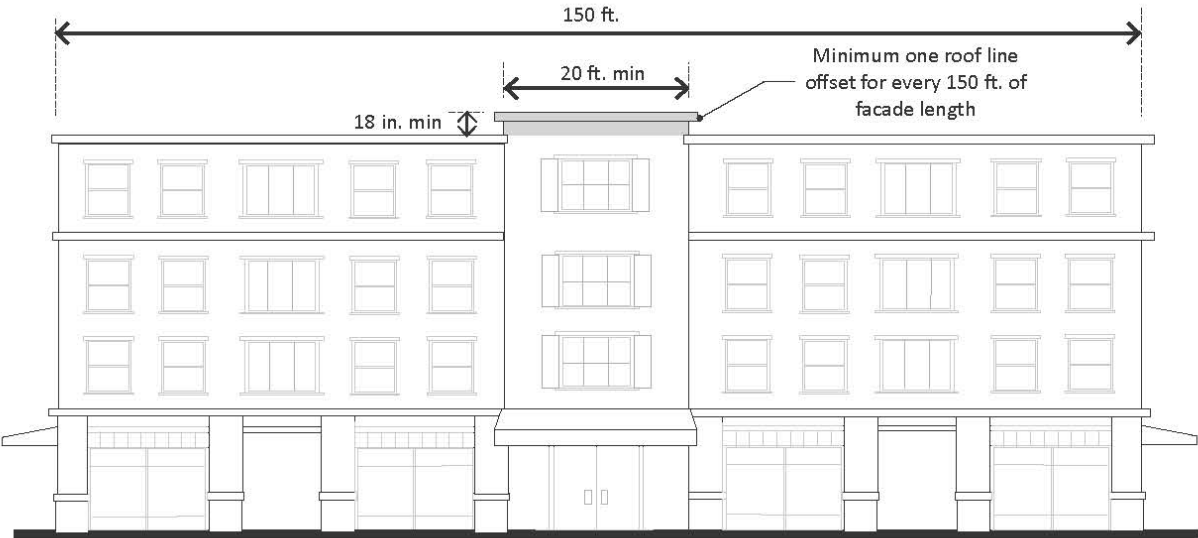 150 ft.
20 ft. min
Minimum one roof line
offset for every 150 ft. of
facade length
18 in. min